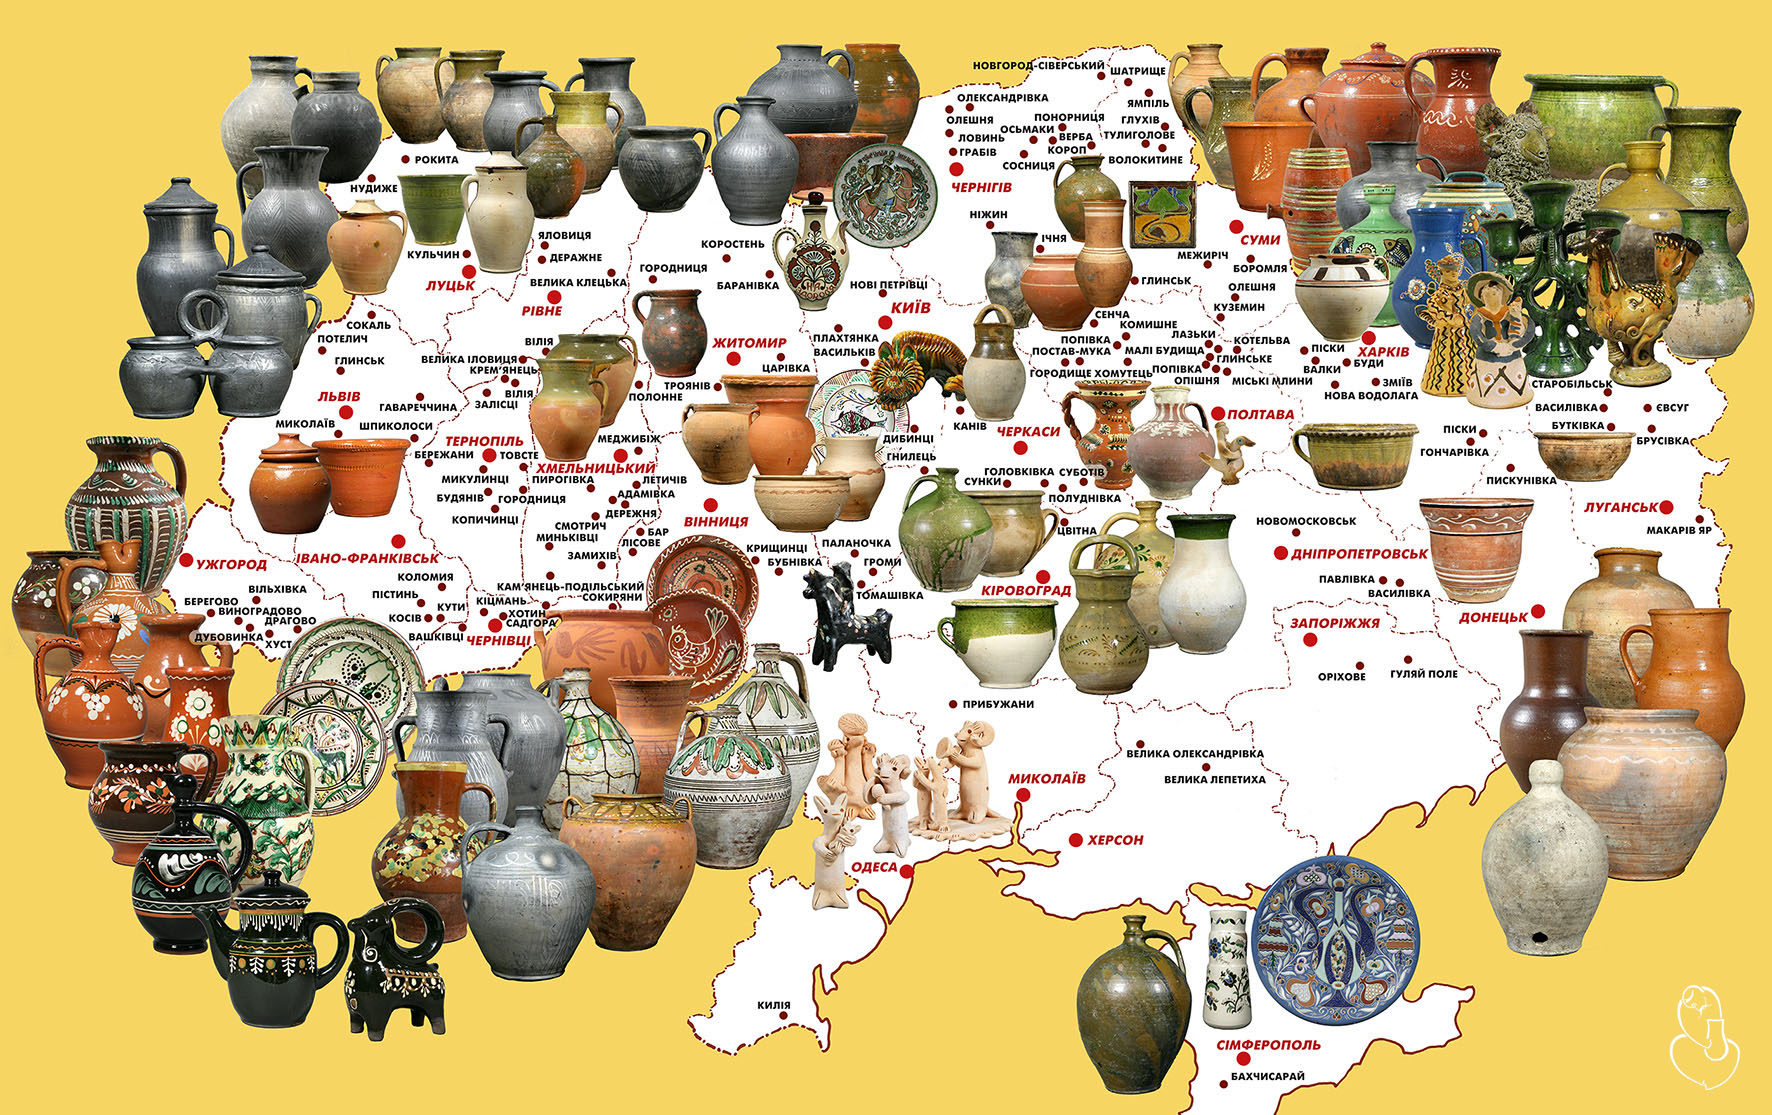 НОВГОРОД-СІВЕРСЬКИЙ
ШАТРИЩЕ
ОЛЕКСАНДРІВКА
ЯМПІЛЬ
ОЛЕШНЯ
ПОНОРНИЦЯ
ГЛУХІВ
ОСЬМАКИ
ЛОВИНЬ
ВЕРБА
ТУЛИГОЛОВЕ
ГРАБІВ
КОРОП
СОСНИЦЯ
ВОЛОКИТИНЕ
РОКИТА
НУДИЖЕ
ЧЕРНІГІВ
НІЖИН
ІЧНЯ
СУМИ
ЯЛОВИЦЯ
КОРОСТЕНЬ
МЕЖИРІЧ
КУЛЬЧИН
ДЕРАЖНЕ
ГОРОДНИЦЯ
БОРОМЛЯ
ЛУЦЬК
ВЕЛИКА КЛЕЦЬКА
БАРАНІВКА
НОВІ ПЕТРІВЦІ
ГЛИНСЬК
ОЛЕШНЯ
РІВНЕ
КИЇВ
КУЗЕМИН
СОКАЛЬ
СЕНЧА
КОМИШНЕ
ПОТЕЛИЧ
ВІЛІЯ
ЖИТОМИР
ПЛАХТЯНКА
ПОПІВКА
ЛАЗЬКИ
КОТЕЛЬВА
ВАСИЛЬКІВ
ПОСТАВ-МУКА
МАЛІ БУДИЩА
ПІСКИ
ХАРКІВ
ГЛИНСЬК
ВЕЛИКА ІЛОВИЦЯ
ГЛИНСЬКЕ
БУДИ
КРЕМ'ЯНЕЦЬ
ЦАРІВКА
ГОРОДИЩЕ
ХОМУТЕЦЬ
ПОПІВКА
ВАЛКИ
ОПІШНЯ
МІСЬКІ МЛИНИ
ЗМІЇВ
СТАРОБІЛЬСЬК
ТРОЯНІВ
ПОЛОННЕ
НОВА ВОДОЛАГА
ЛЬВІВ
ВІЛІЯ
ЗАЛІСЦІ
ГАВАРЕЧЧИНА
ВАСИЛІВКА
ЄВСУГ
ПОЛТАВА
МИКОЛАЇВ
ШПИКОЛОСИ
КАНІВ
ЧЕРКАСИ
ПІСКИ
БУТКІВКА
ТЕРНОПІЛЬ
МЕДЖИБІЖ
ДИБИНЦІ
БРУСІВКА
БЕРЕЖАНИ
ТОВСТЕ
ГНИЛЕЦЬ
ГОНЧАРІВКА
ХМЕЛЬНИЦЬКИЙ
МИКУЛИНЦІ
ПИРОГІВКА
ЛЕТИЧІВ
ГОЛОВКІВКА
СУБОТІВ
СУНКИ
ПИСКУНІВКА
БУДЯНІВ
ГОРОДНИЦЯ
АДАМІВКА
ПОЛУДНІВКА
ДЕРЕЖНЯ
ЛУГАНСЬК
КОПИЧИНЦІ
СМОТРИЧ
ВІННИЦЯ
ЦВІТНА
НОВОМОСКОВСЬК
МАКАРІВ ЯР
БАР
МИНЬКІВЦІ
ЛІСОВЕ
КРИЩИНЦІ
ПАЛАНОЧКА
ДНІПРОПЕТРОВСЬК
УЖГОРОД
ІВАНО-ФРАНКІВСЬК
ЗАМИХІВ
БУБНІВКА
ГРОМИ
КОЛОМИЯ
ВІЛЬХІВКА
КАМ'ЯНЕЦЬ-ПОДІЛЬСЬКИЙ
КІРОВОГРАД
ПАВЛІВКА
ПІСТИНЬ
СОКИРЯНИ
ТОМАШІВКА
ВАСИЛІВКА
БЕРЕГОВО
КУТИ
КІЦМАНЬ
ВИНОГРАДОВО
КОСІВ
ХОТИН
ДОНЕЦЬК
ДРАГОВО
САДГОРА
ЗАПОРІЖЖЯ
ДУБОВИНКА
ХУСТ
ВАШКІВЦІ
ЧЕРНІВЦІ
ОРІХОВЕ
ГУЛЯЙ ПОЛЕ
ПРИБУЖАНИ
ВЕЛИКА ОЛЕКСАНДРІВКА
МИКОЛАЇВ
ВЕЛИКА ЛЕПЕТИХА
ХЕРСОН
ОДЕСА
КИЛІЯ
СІМФЕРОПОЛЬ
БАХЧИСАРАЙ